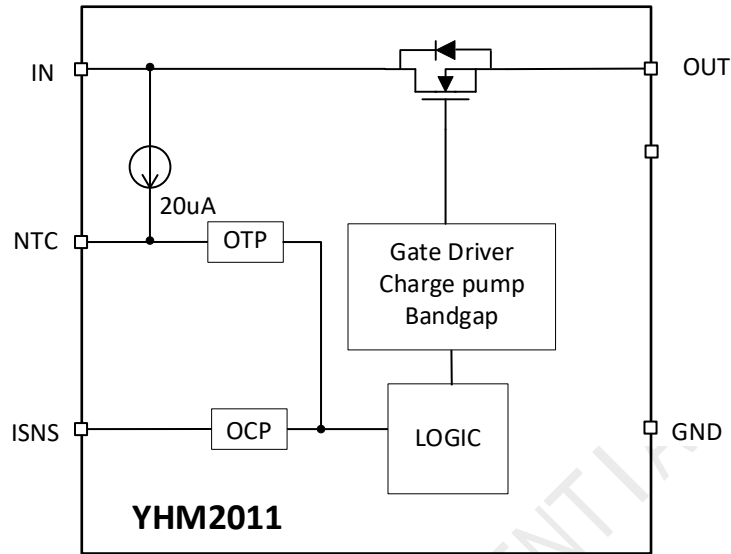 IN
OUT
20uA
NTC
OTP
Gate Driver
Charge pump
Bandgap
ISNS
OCP
LOGIC
GND
YHM2011